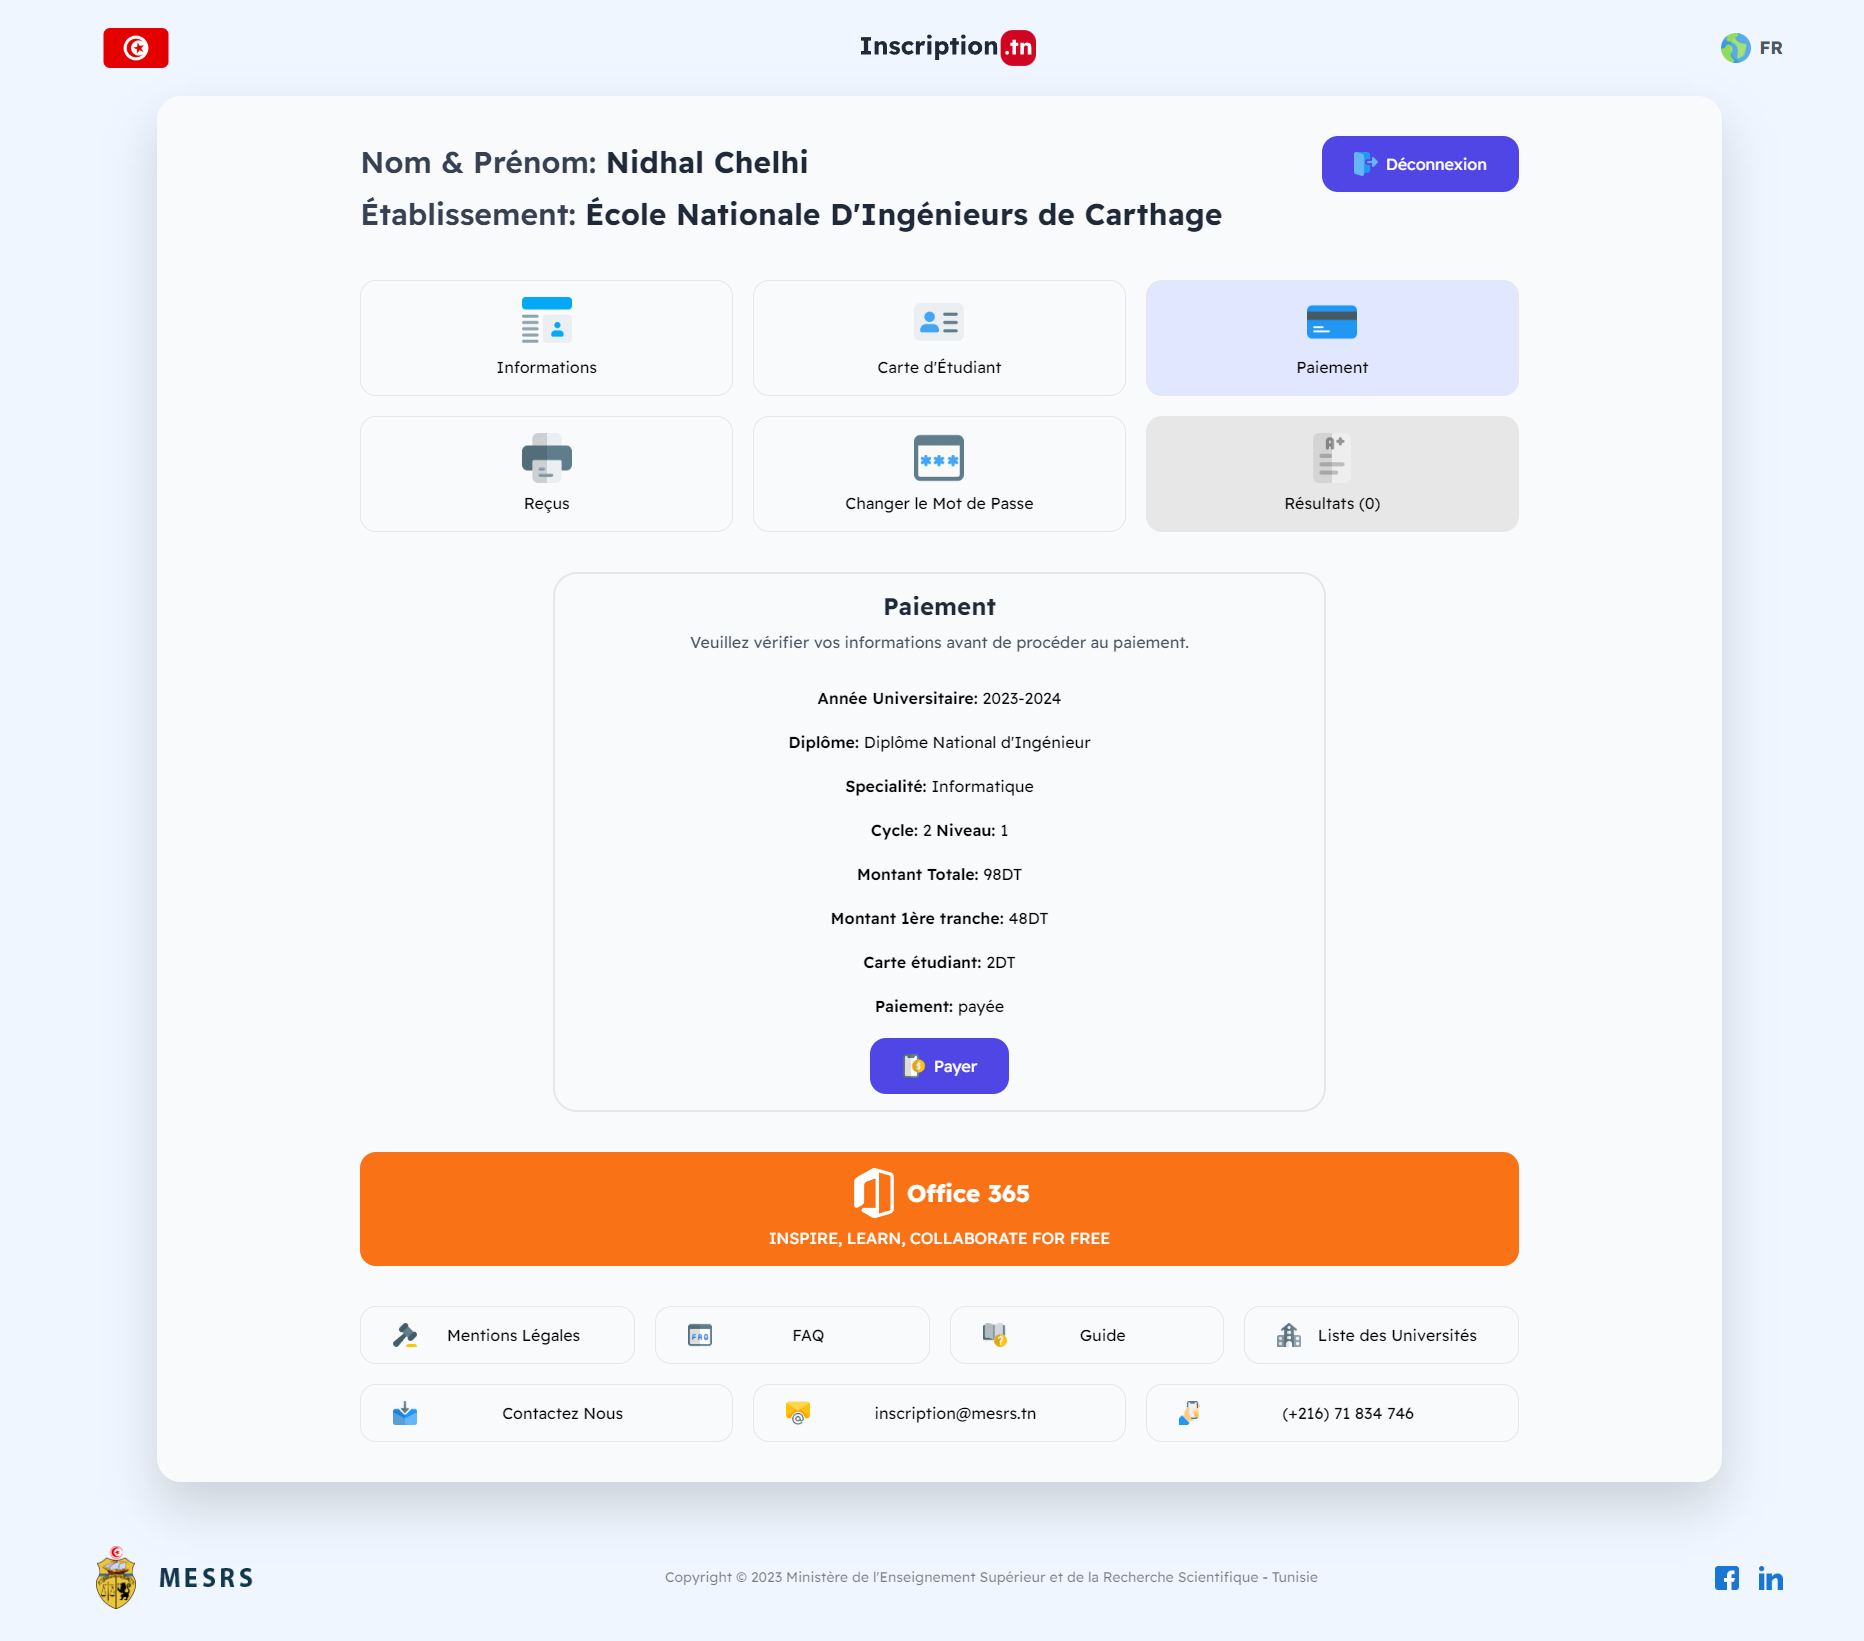 Inscription.tn
FR
Nom & Prénom: Nidhal Chelhi
Déconnexion
Établissement: École Nationale D'Ingénieurs de Carthage
Informations
Carte d'Étudiant
Paiement
Reçus
Changer le Mot de Passe
A+
Résultats (0)
Paiement
Veuillez vérifier vos informations avant de procéder au paiement.
Année Universitaire: 2023-2024
Diplôme: Diplôme National d'Ingénieur
Specialité: Informatique
Cycle: 2 Niveau: 1
Montant Totale: 98DT
Montant 1ère tranche: 48DT
Carte étudiant: 2DT
Paiement: payée
Payer
Office 365
INSPIRE, LEARN, COLLABORATE FOR FREE
Mentions Légales
FAQ
FAQ
Guide
Liste des Universités
Contactez Nous
inscription@mesrs.tn
(+216) 71 834 746
MESRS
Copyright © 2023 Ministère de l'Enseignement Supérieur et de la Recherche Scientifique - Tunisie